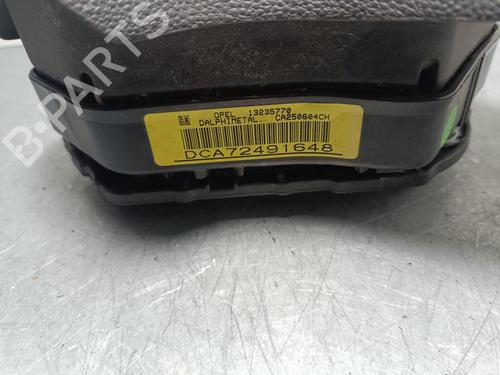 B-PARTS
OPEL 13235770
DALPHIMETAL. CA250604CH
DCA72491648